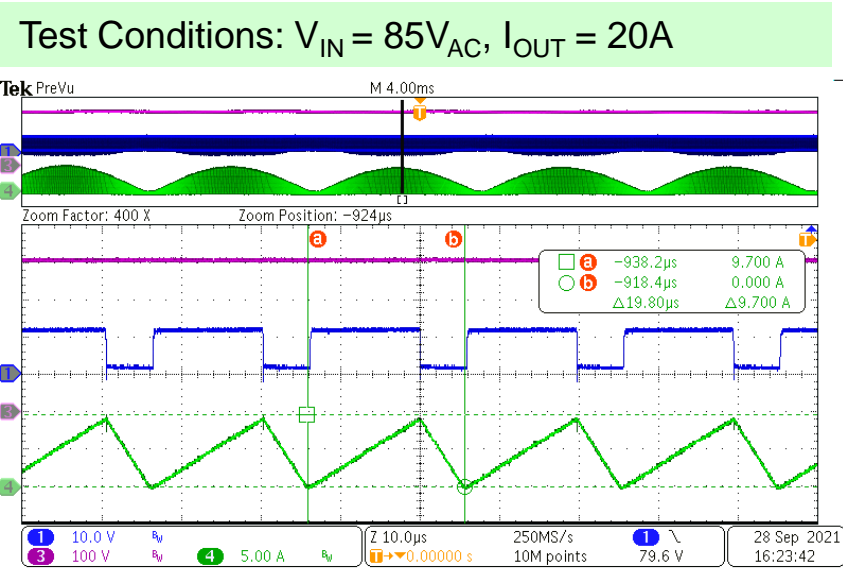 Test Conditions: VIN = 85VAC, IOUT = 20A
Tek PreVu M 4.00ms
T
1
3
4
[]
Zoom Factor: 400 X Zoom Position: −924µs
a b T
a −938.2µs 9.700 A
b −918.4µs 0.000 A
△19.80µs △9.700 A
1
3
4
1 10.0 V BW Z 10.0µs 250MS/s 1 \ 28 Sep 2021
3 100 V BW 4 5.00 A BW T→▼0.00000 s 10M points 79.6 V 16:23:42